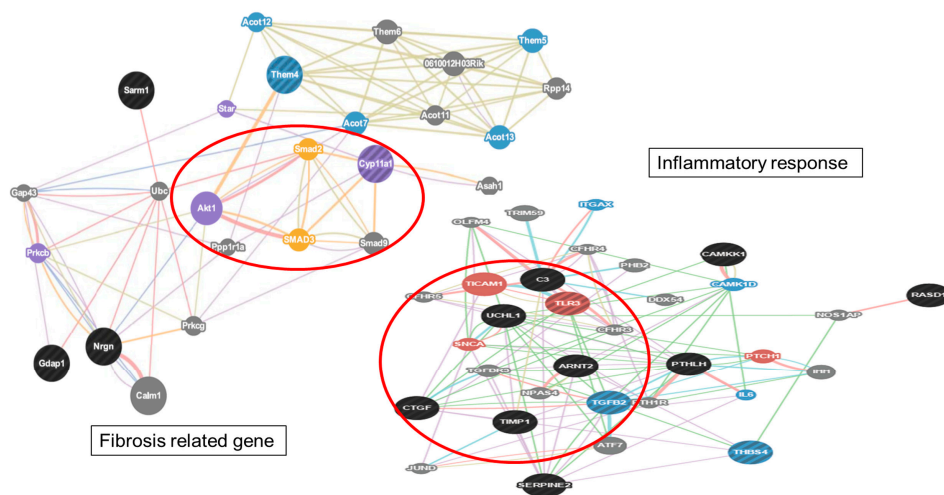 Acot12
Them6
Them5
0610012H03Rik
Them4
Rpp14
Sarm1
Star
Acot11
Acot7
Acot13
Smad2
Cyp11a1
Inflammatory response
Gap43
Ubc
Asah1
Akt1
ITGAX
TRIM59
OLFM4
SMAD3
Smad9
Ppp1r1a
CFHR4
Prkcb
CAMKK1
PHB2
C3
TICAM1
CAMK1D
CFHR5
TLR3
DDX54
RASD1
UCHL1
NOS1AP
Prkcg
CFHR3
SNCA
Nrgn
PTCH1
Gdap1
ARNT2
PTHLH
TGFBR3
Calm1
NPAS4
IL6
CTGF
TGFB2
PTH1R
TIMP1
Fibrosis related gene
ATF7
THBS4
JUND
SERPINE2